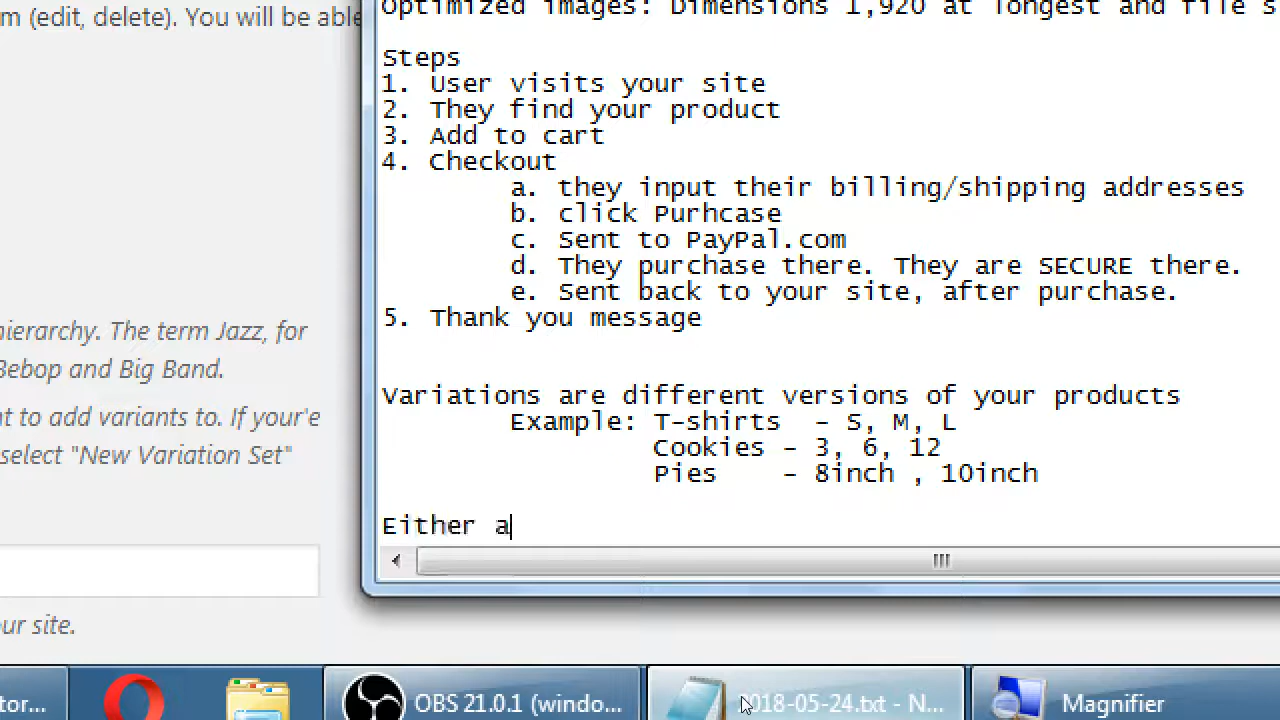 m (edit, delete). You will be able
Optimized images: Dimensions 1,920 at longest and file s
Steps
1. User visits your site
2. They find your product
3. Add to cart
4. Checkout
a. they input their billing/shipping addresses
b. click Purhcase
c. Sent to PayPal.com
d. They purchase there. They are SECURE there.
e. Sent back to your site, after purchase.
5. Thank you message
hierarchy. The term Jazz, for
Bebop and Big Band.
nt to add variants to. If your'e
select "New Variation Set"
Variations are different versions of your products
Example: T-shirts - S, M, L
Cookies - 3, 6, 12
Pies - 8inch , 10inch
Either a
ur site.
tor...
OBS 21.0.1 (windo...
2018-05-24.txt - N...
Magnifier